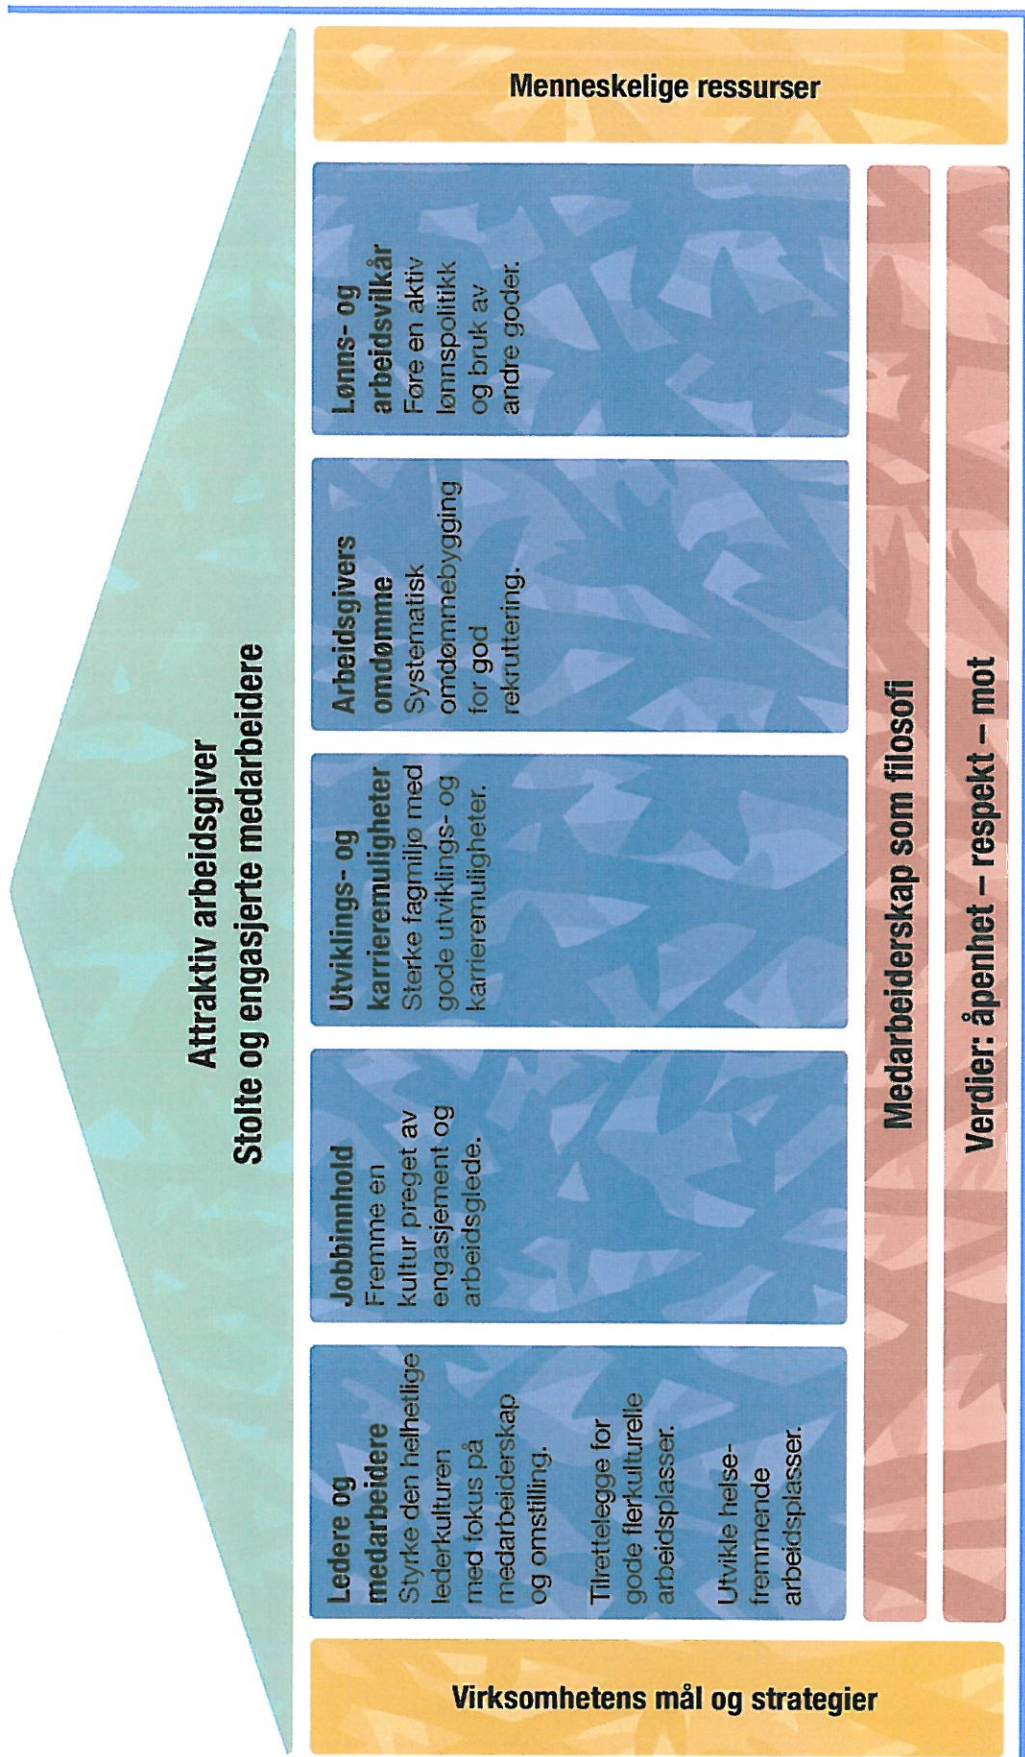 Attraktiv arbeidsgiver
Stolte og engasjerte medarbeidere
Virksomhetens mål og strategier
Ledere og
medarbeidere
Styrke den helhetlige
lederkulturen
med fokus på
medarbeiderskap
og omstilling.
Tilrettelegge for
gode flerkulturelle
arbeidsplasser.
Utvikle helse-
fremmende
arbeidsplasser.
Jobbinnhold
Fremme en
kultur preget av
engasjement og
arbeidsglede.
Utviklings- og
karrieremuligheter
Sterke fagmiljø med
gode utviklings- og
karrieremuligheter.
Arbeidsgivers
omdømme
Systematisk
omdømmebygging
for god
rekruttering.
Lønns- og
arbeidsvilkår
Føre en aktiv
lønnspolitikk
og bruk av
andre goder.
Menneskelige ressurser
Medarbeiderskap som filosofi
Verdier: åpenhet – respekt – mot